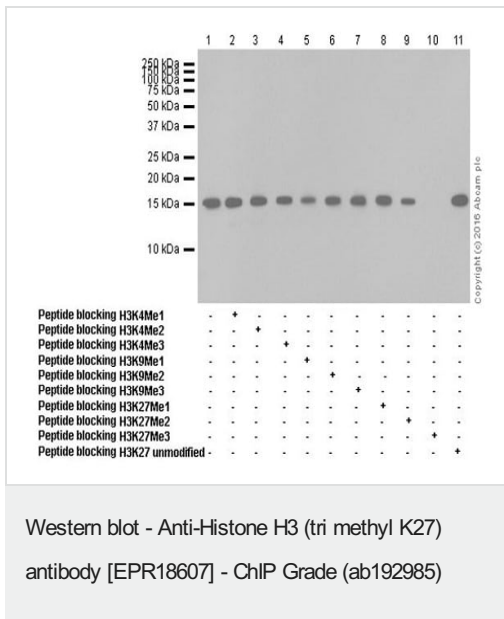 1 2 3 4 5 6 7 8 9 10 11
250 kDa
150 kDa
100 kDa
75 kDa
50 kDa
37 kDa
25 kDa
20 kDa
15 kDa
10 kDa
Copyright (c) 2016 Abcam plc
Peptide blocking H3K4Me1 - + - - - - - - - - -
Peptide blocking H3K4Me2 - - + - - - - - - - -
Peptide blocking H3K4Me3 - - - + - - - - - - -
Peptide blocking H3K9Me1 - - - - + - - - - - -
Peptide blocking H3K9Me2 - - - - - + - - - - -
Peptide blocking H3K9Me3 - - - - - - + - - - -
Peptide blocking H3K27Me1 - - - - - - - + - - -
Peptide blocking H3K27Me2 - - - - - - - - + - -
Peptide blocking H3K27Me3 - - - - - - - - - + -
Peptide blocking H3K27 unmodified - - - - - - - - - - +
Western blot - Anti-Histone H3 (tri methyl K27)
antibody [EPR18607] - ChIP Grade (ab192985)